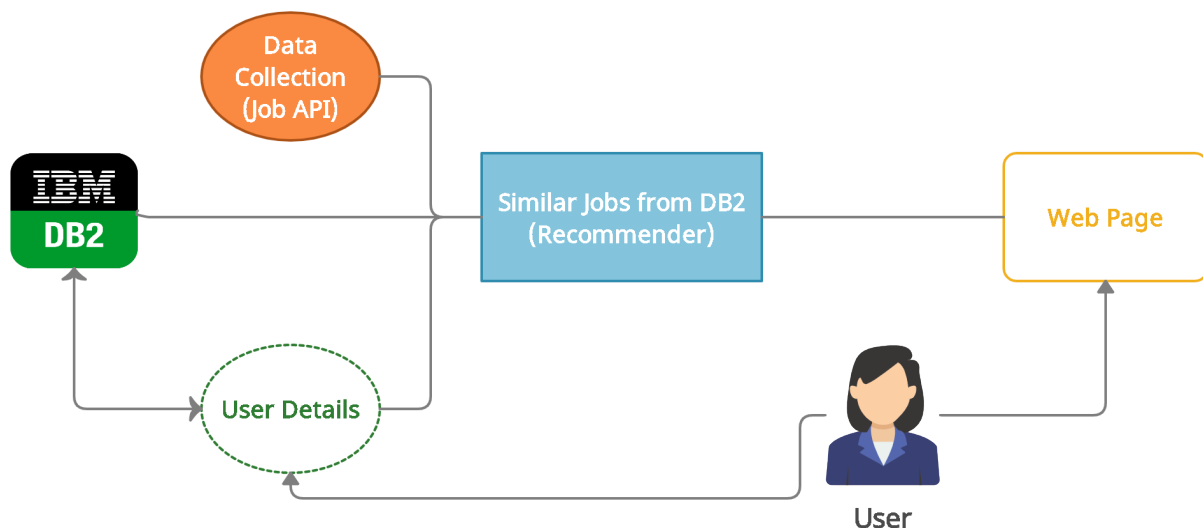 Data
Collection
(Job API)
IBM
DB2
Similar Jobs from DB2
(Recommender)
Web Page
User Details
User